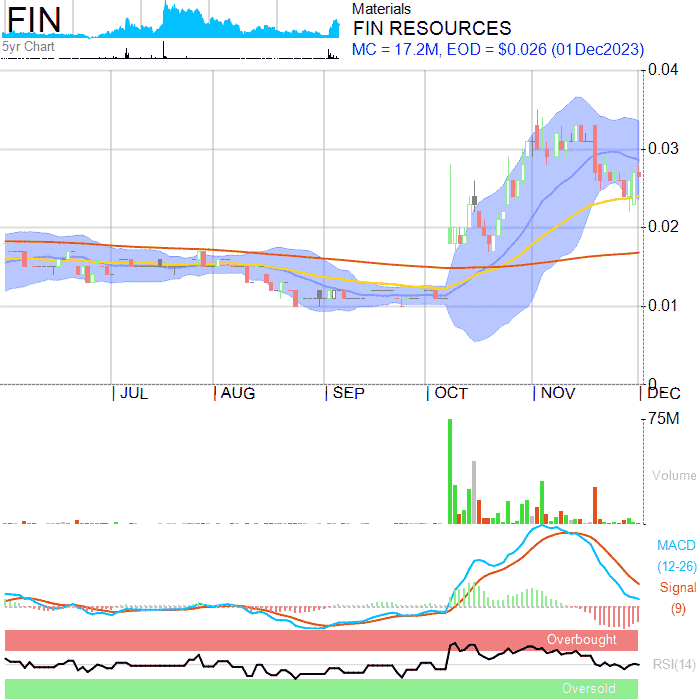 FIN
5yr Chart
Materials
FIN RESOURCES
MC = 17.2M, EOD = $0.026 (01Dec2023)
0.04
0.03
0.02
0.01
0
JUL AUG SEP OCT NOV DEC
75M
Volume
MACD
(12-26)
Signal
(9)
Overbought
RSI(14)
Oversold